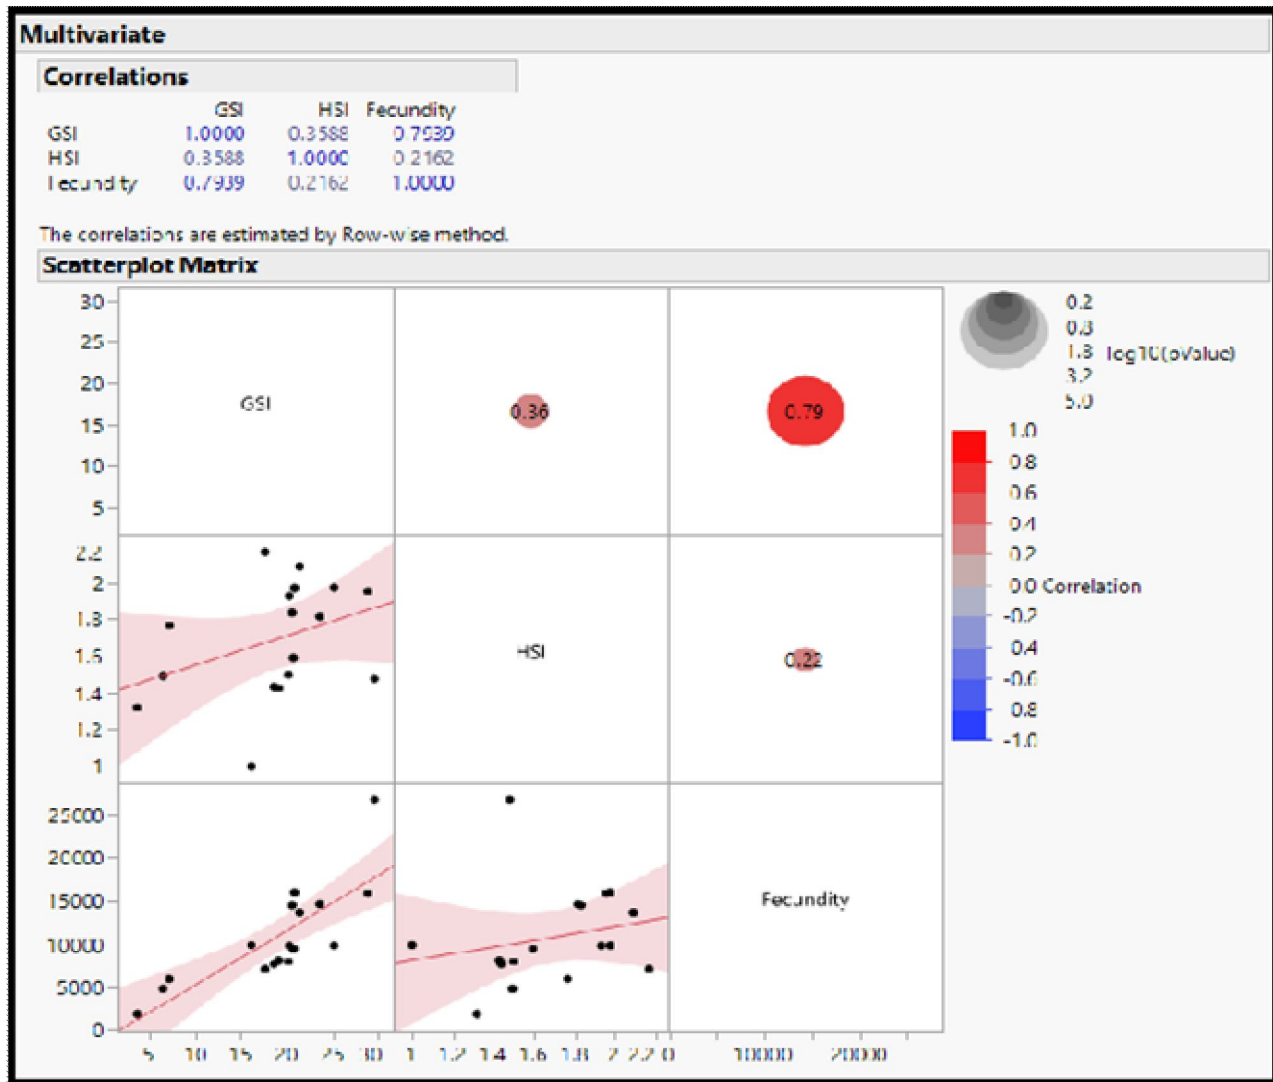 Multivariate
Correlations
GSI HSI Fecundity
GSI 1.0000 0.3588 0.7939
HSI 0.3588 1.0000 0.2162
Fecundity 0.7939 0.2162 1.0000
The correlations are estimated by Row-wise method.
Scatterplot Matrix
30
25
20
15
10
5
GSI
0.36
0.79
0.2
0.8
1.8 log10(pValue)
3.2
5.0
1.0
0.8
0.6
0.4
0.2
0.0 Correlation
-0.2
0.4
-0.6
0.8
-1.0
2.2
2
1.8
1.6
1.4
1.2
1
HSI
0.22
25000
20000
15000
10000
5000
0
Fecundity
5 10 15 20 25 30 1 1.2 1.4 1.6 1.8 2 2.2 0 10000 20000